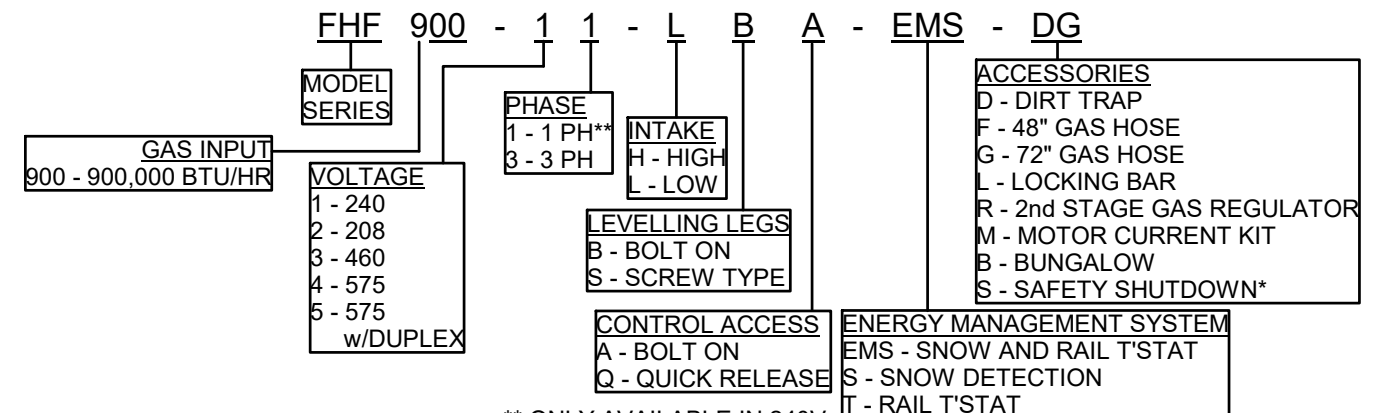 FHF 900 - 1 1 - L B A - EMS - DG
MODEL
SERIES
GAS INPUT
900 - 900,000 BTU/HR
VOLTAGE
1 - 240
2 - 208
3 - 460
4 - 575
5 - 575
w/DUPLEX
PHASE
1 - 1 PH**
3 - 3 PH
INTAKE
H - HIGH
L - LOW
LEVELLING LEGS
B - BOLT ON
S - SCREW TYPE
CONTROL ACCESS
A - BOLT ON
Q - QUICK RELEASE
ENERGY MANAGEMENT SYSTEM
EMS - SNOW AND RAIL T'STAT
S - SNOW DETECTION
T - RAIL T'STAT
ACCESSORIES
D - DIRT TRAP
F - 48" GAS HOSE
G - 72" GAS HOSE
L - LOCKING BAR
R - 2nd STAGE GAS REGULATOR
M - MOTOR CURRENT KIT
B - BUNGALOW
S - SAFETY SHUTDOWN*
** ONLY AVAILABLE IN 240V